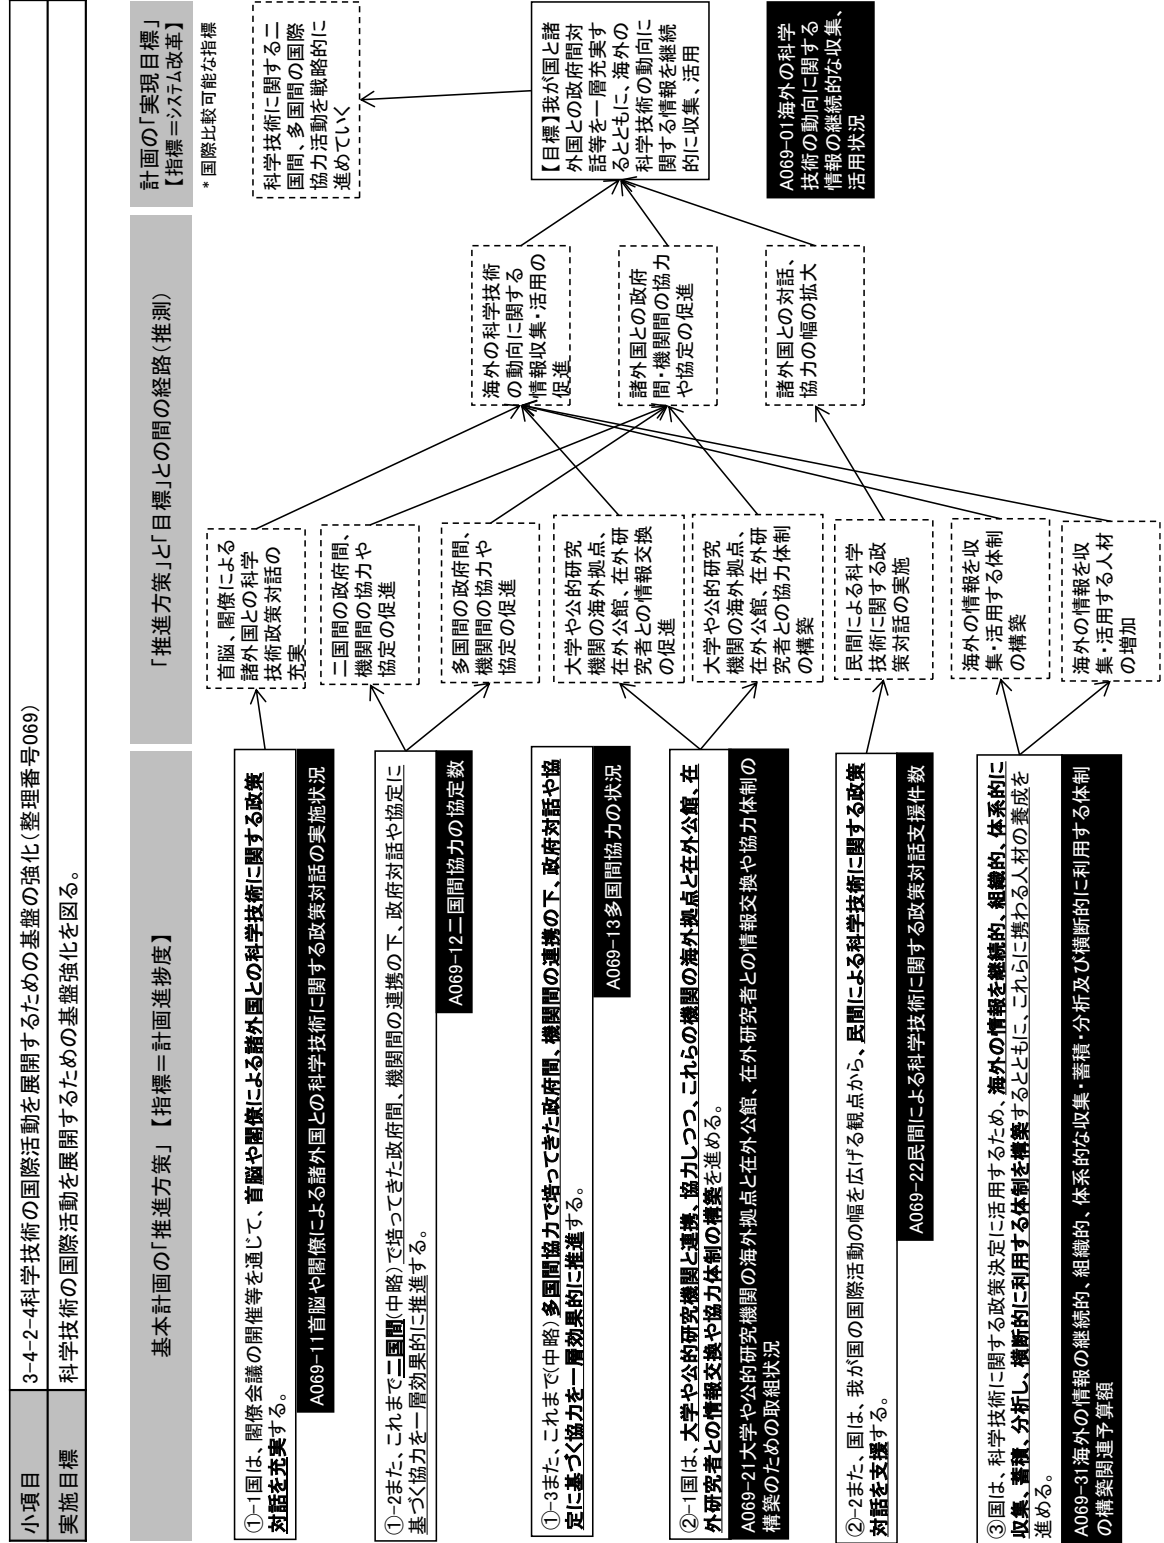 小項目
3-4-2-4科学技術の国際活動を展開するための基盤の強化（整理番号069）
実施目標
科学技術の国際活動を展開するための基盤強化を図る。
基本計画の「推進方策」【指標＝計画進捗度】
①-1国は、閣僚会議の開催等を通じて、首脳や閣僚による諸外国との科学技術に関する政策
対話を充実する。
A069-11首脳や閣僚による諸外国との科学技術に関する政策対話の実施状況
①-2また、これまで二国間(中略)で培ってきた政府間、機関間の連携の下、政府対話や協定に
基づく協力を一層効果的に推進する。
A069-12二国間協力の協定数
①-3また、これまで(中略)多国間協力で培ってきた政府間、機関間の連携の下、政府対話や協
定に基づく協力を一層効果的に推進する。
A069-13多国間協力の状況
②-1国は、大学や公的研究機関と連携、協力しつつ、これらの機関の海外拠点と在外公館、在
外研究者との情報交換や協力体制の構築を進める。
A069-21大学や公的研究機関の海外拠点と在外公館、在外研究者との情報交換や協力体制の
構築のための取組状況
②-2また、国は、我が国の国際活動の幅を広げる観点から、民間による科学技術に関する政策
対話を支援する。
A069-22民間による科学技術に関する政策対話支援件数
③国は、科学技術に関する政策決定に活用するため、海外の情報を継続的、組織的、体系的に
収集、蓄積、分析し、横断的に利用する体制を構築するとともに、これらに携わる人材の養成を
進める。
A069-31海外の情報の継続的、組織的、体系的な収集・蓄積・分析及び横断的に利用する体制
の構築関連予算額
「推進方策」と「目標」との間の経路（推測）
首脳、閣僚による
諸外国との科学
技術政策対話の
充実
二国間の政府間、
機関間の協力や
協定の促進
多国間の政府間、
機関間の協力や
協定の促進
大学や公的研究
機関の海外拠点、
在外公館、在外研
究者との情報交換
の促進
大学や公的研究
機関の海外拠点、
在外公館、在外研
究者との協力体制
の構築
民間による科学
技術に関する政
策対話の実施
海外の情報を収
集・活用する体制
の構築
海外の情報を収
集・活用する人材
の増加
海外の科学技術
の動向に関する
情報収集・活用の
促進
諸外国との政府
間・機関間の協力
や協定の促進
諸外国との対話、
協力の幅の拡大
計画の「実現目標」
【指標＝システム改革】
*国際比較可能な指標
科学技術に関する二
国間、多国間の国際
協力活動を戦略的に
進めていく
【目標】我が国と諸
外国との政府間対
話等を一層充実す
るとともに、海外の
科学技術の動向に
関する情報を継続
的に収集、活用
A069-01海外の科学
技術の動向に関する
情報の継続的な収集、
活用状況